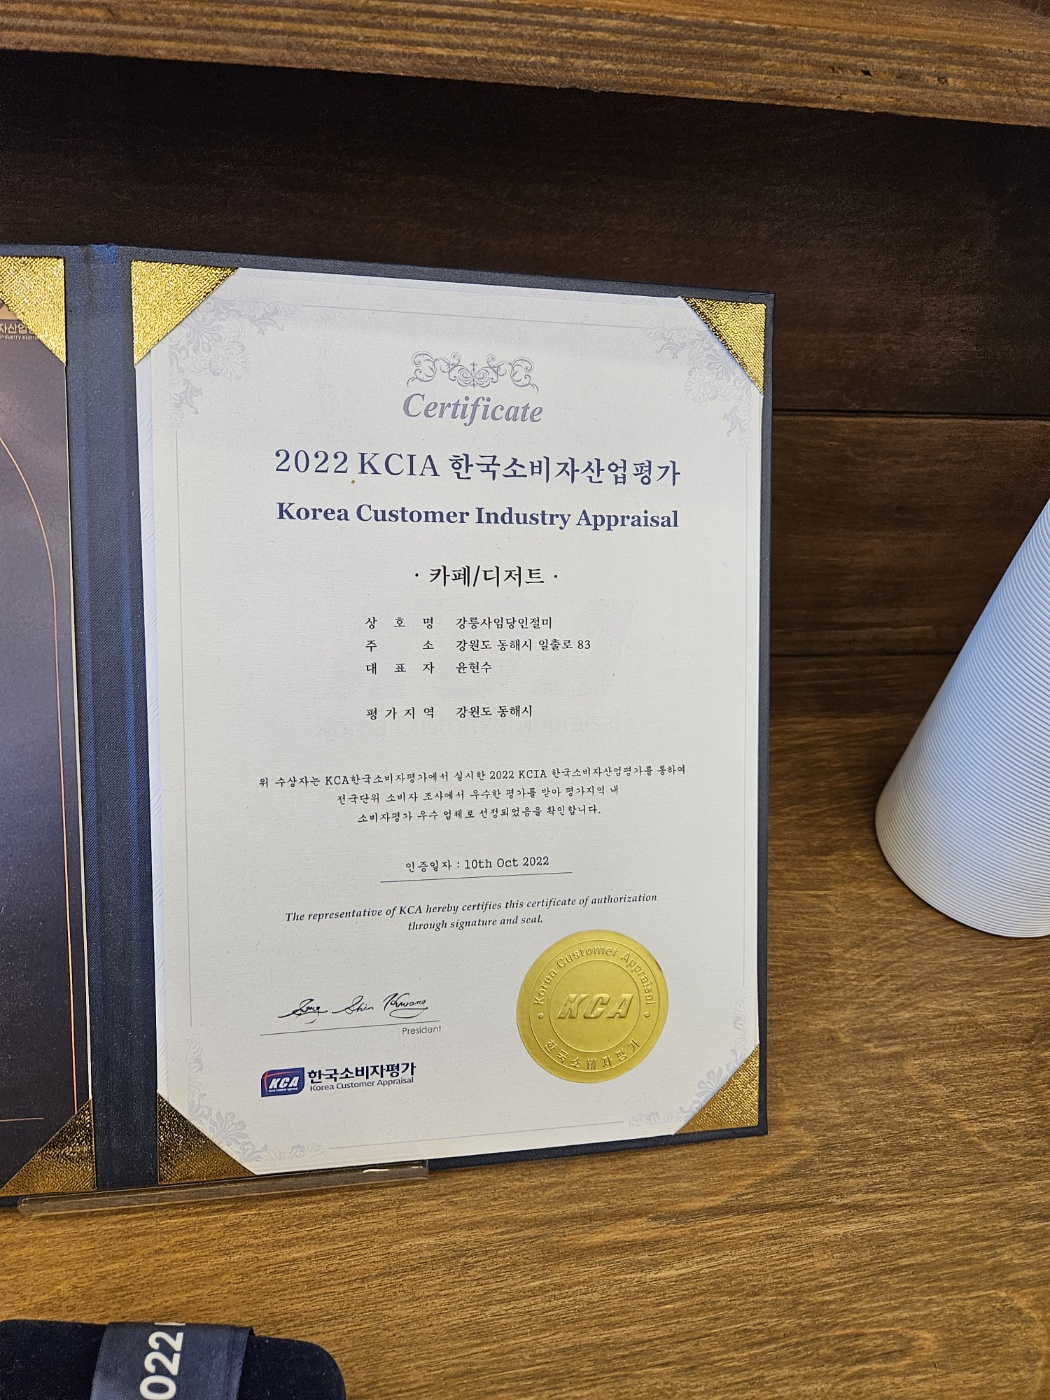 Certificate
2022 KCIA 한국소비자산업평가
Korea Customer Industry Appraisal
· 카페/디저트 ·
상 호 명 강릉사임당인절미
주 소 강원도 동해시 일출로 83
대 표 자 윤현수
평 가 지 역 강원도 동해시
위 수상자는 KCA한국소비자평가에서 실시한 2022 KCIA 한국소비자산업평가를 통하여
전국단위 소비자 조사에서 우수한 평가를 받아 평가지역 내
소비자평가 우수 업체로 선정되었음을 확인합니다.
인증일자 : 10th Oct 2022
The representative of KCA hereby certifies this certificate of authorization
through signature and seal.
Korea Customer Appraisal
KCA
한국소비자평가
President
KCA 한국소비자평가
Korea Customer Appraisal
022